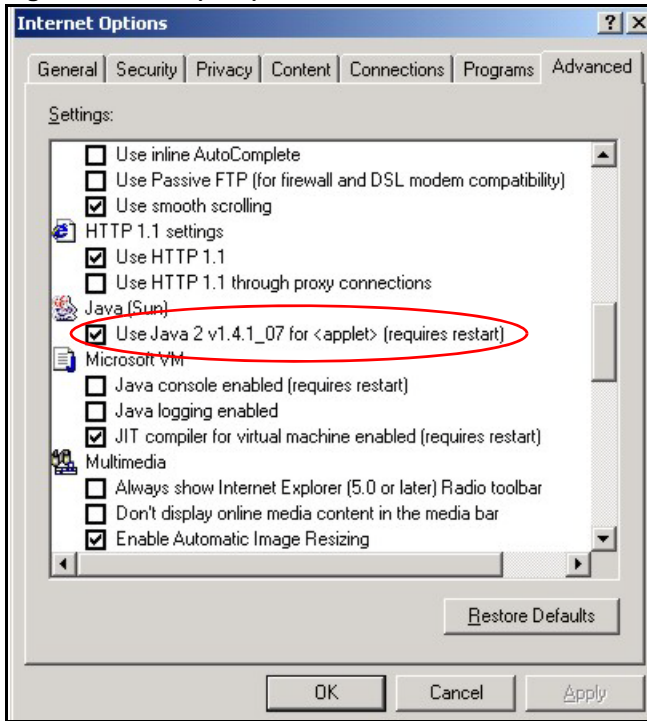 Internet Options
General Security Privacy Content Connections Programs Advanced
Settings:
Use inline AutoComplete
Use Passive FTP (for firewall and DSL modem compatibility)
Use smooth scrolling
HTTP 1.1 settings
Use HTTP 1.1
Use HTTP 1.1 through proxy connections
Java (Sun)
Use Java 2 v1.4.1_07 for <applet> (requires restart)
Microsoft VM
Java console enabled (requires restart)
Java logging enabled
JIT compiler for virtual machine enabled (requires restart)
Multimedia
Always show Internet Explorer (5.0 or later) Radio toolbar
Don't display online media content in the media bar
Enable Automatic Image Resizing
Restore Defaults
OK Cancel Apply